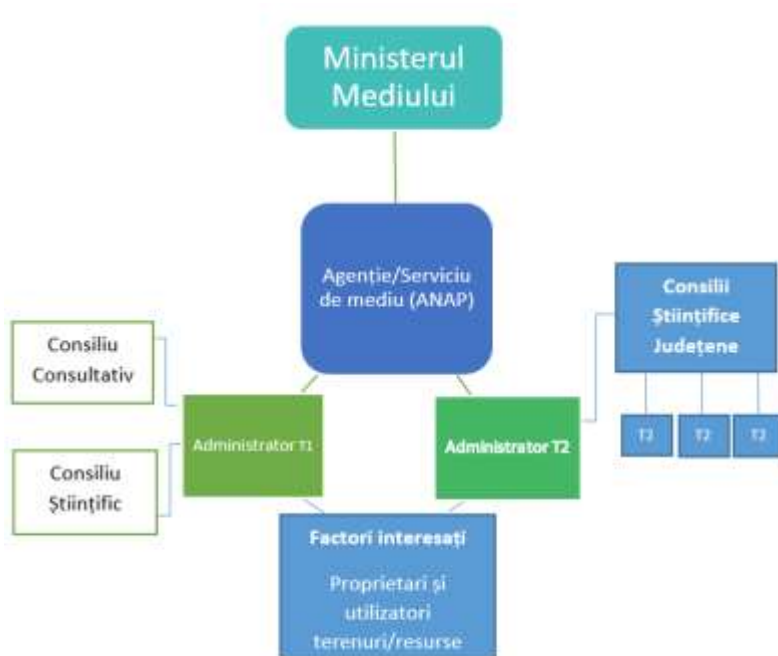 Ministerul
Mediului
Agenție/Serviciu
de mediu (ANAP)
Consilii
Științifice
Județene
Consiliu
Consultativ
Administrator T1
Administrator T2
T2
T2
T2
Consiliu
Științific
Factori interesați
Proprietari și
utilizatori
terenuri/resurse